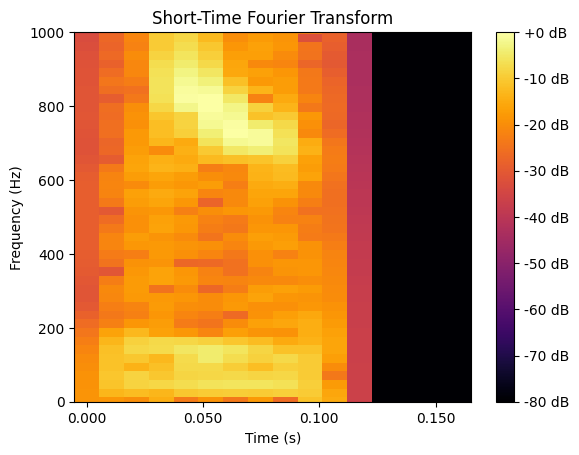 Short-Time Fourier Transform
Frequency (Hz)
1000
800
600
400
200
0
0.000
0.050
0.100
0.150
Time (s)
+0 dB
-10 dB
-20 dB
-30 dB
-40 dB
-50 dB
-60 dB
-70 dB
-80 dB